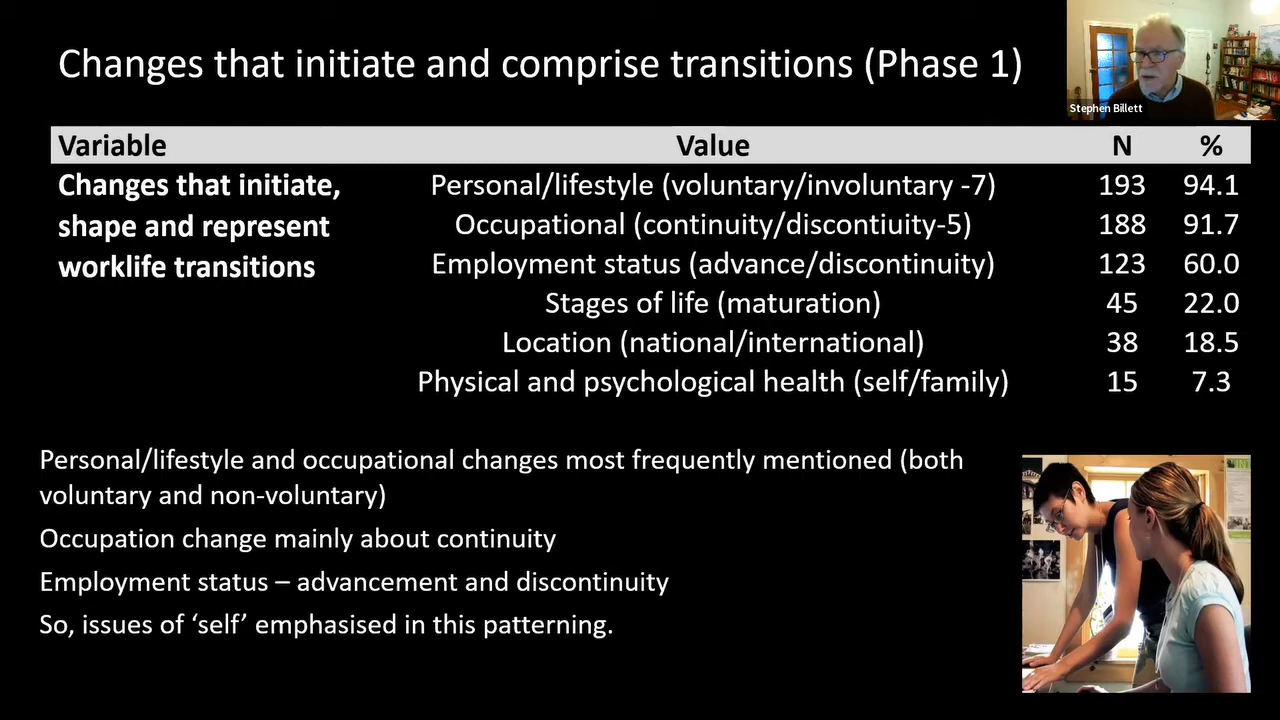 Changes that initiate and comprise transitions (Phase 1)
Stephen Billett
Variable Value N %
Changes that initiate, Personal/lifestyle (voluntary/involuntary -7) 193 94.1
shape and represent Occupational (continuity/discontiuity-5) 188 91.7
worklife transitions Employment status (advance/discontinuity) 123 60.0
Stages of life (maturation) 45 22.0
Location (national/international) 38 18.5
Physical and psychological health (self/family) 15 7.3
Personal/lifestyle and occupational changes most frequently mentioned (both
voluntary and non-voluntary)
Occupation change mainly about continuity
Employment status – advancement and discontinuity
So, issues of ‘self’ emphasised in this patterning.